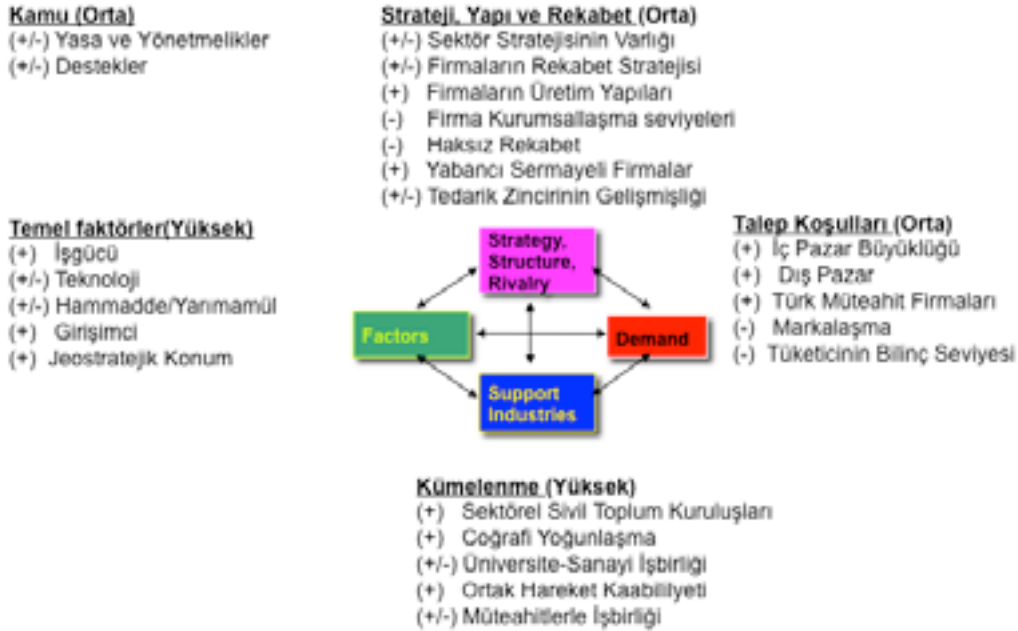 Kamu (Orta)
(+/-) Yasa ve Yönetmelikler
(+/-) Destekler
Strateji, Yapı ve Rekabet (Orta)
(+/-) Sektör Stratejisinin Varlığı
(+/-) Firmaların Rekabet Stratejisi
(+) Firmaların Üretim Yapıları
(-) Firma Kurumsallaşma seviyeleri
(-) Haksız Rekabet
(+) Yabancı Sermayeli Firmalar
(+/-) Tedarik Zincirinin Gelişmişliği
Temel faktörler(Yüksek)
(+) İşgücü
(+/-) Teknoloji
(+/-) Hammadde/Yarımamül
(+) Girişimci
(+) Jeostratejik Konum
Strategy,
Structure,
Rivalry
Factors
Demand
Support
Industries
Talep Koşulları (Orta)
(+) İç Pazar Büyüklüğü
(+) Dış Pazar
(+) Türk Müteahit Firmaları
(-) Markalaşma
(-) Tüketicinin Bilinç Seviyesi
Kümelenme (Yüksek)
(+) Sektörel Sivil Toplum Kuruluşları
(+) Coğrafi Yoğunlaşma
(+/-) Üniversite-Sanayi İşbirliği
(+) Ortak Hareket Kaabililyeti
(+/-) Müteahitlerle İşbirliği